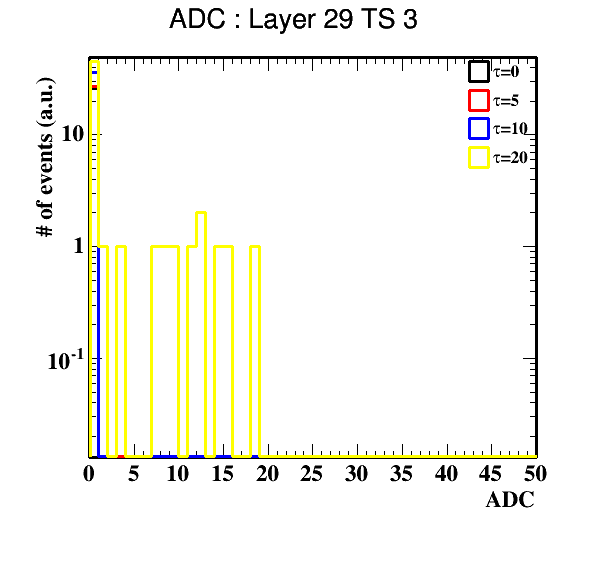 ADC : Layer 29 TS 3
# of events (a.u.)
10
1
10-1
τ=0
τ=5
τ=10
τ=20
0 5 10 15 20 25 30 35 40 45 50
ADC